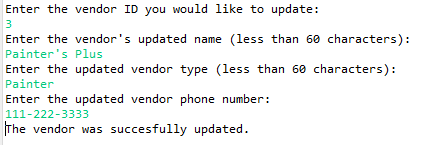 Enter the vendor ID you would like to update:
3
Enter the vendor's updated name (less than 60 characters):
Painter's Plus
Enter the updated vendor type (less than 60 characters):
Painter
Enter the updated vendor phone number:
111-222-3333
The vendor was succesfully updated.